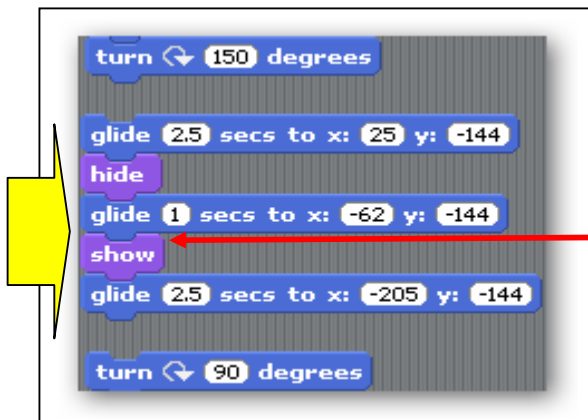 turn 150 degrees
glide 2.5 secs to x: 25 y: -144
hide
glide 1 secs to x: -62 y: -144
show
glide 2.5 secs to x: -205 y: -144
turn 90 degrees